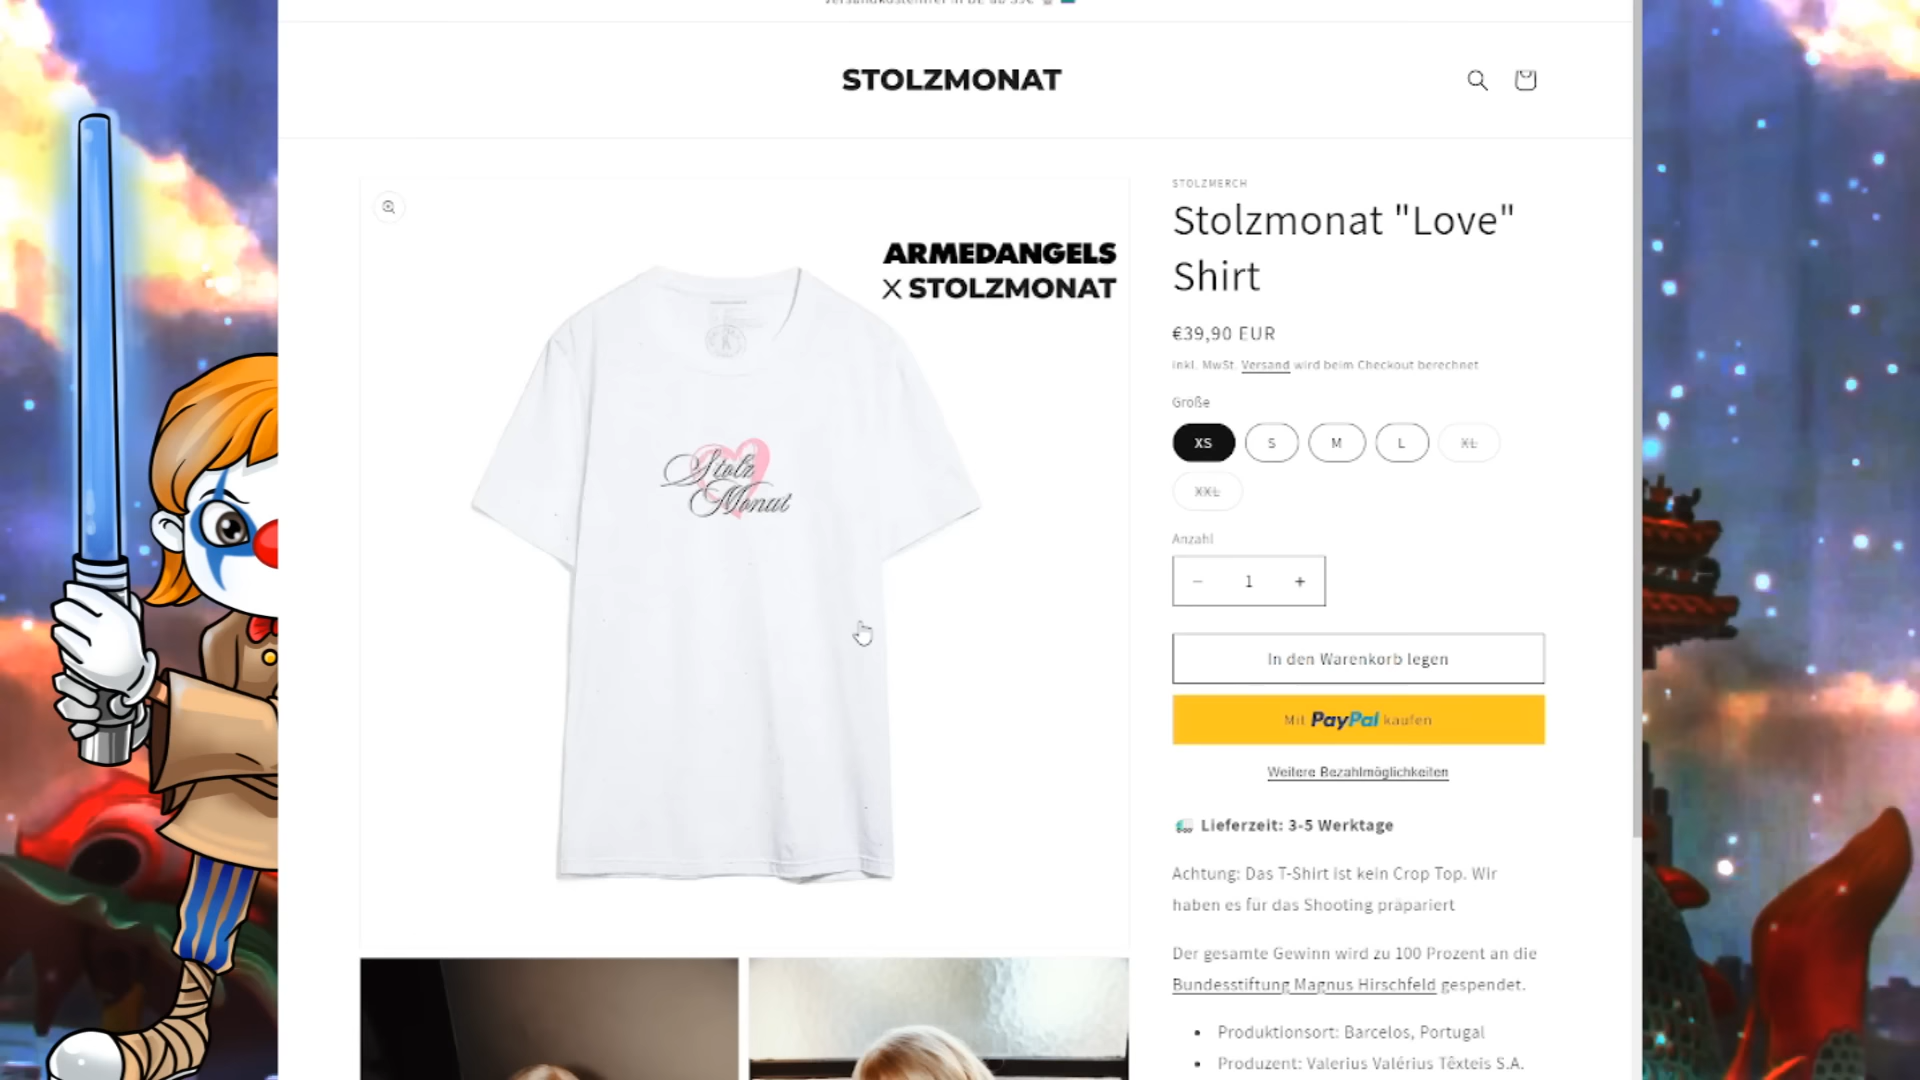 STOLZMONAT
ARMEDANGELS
X STOLZMONAT
Stolz
Monat
STOLZMERCH
Stolzmonat "Love"
Shirt
€39,90 EUR
inkl. MwSt. Versand wird beim Checkout berechnet
Größe
XS S M L XL
XXL
Anzahl
− 1 +
In den Warenkorb legen
Mit PayPal kaufen
Weitere Bezahlmöglichkeiten
Lieferzeit: 3-5 Werktage
Achtung: Das T-Shirt ist kein Crop Top. Wir
haben es für das Shooting präpariert
Der gesamte Gewinn wird zu 100 Prozent an die
Bundesstiftung Magnus Hirschfeld gespendet.
• Produktionsort: Barcelos, Portugal
• Produzent: Valerius Valérius Têxteis S.A.